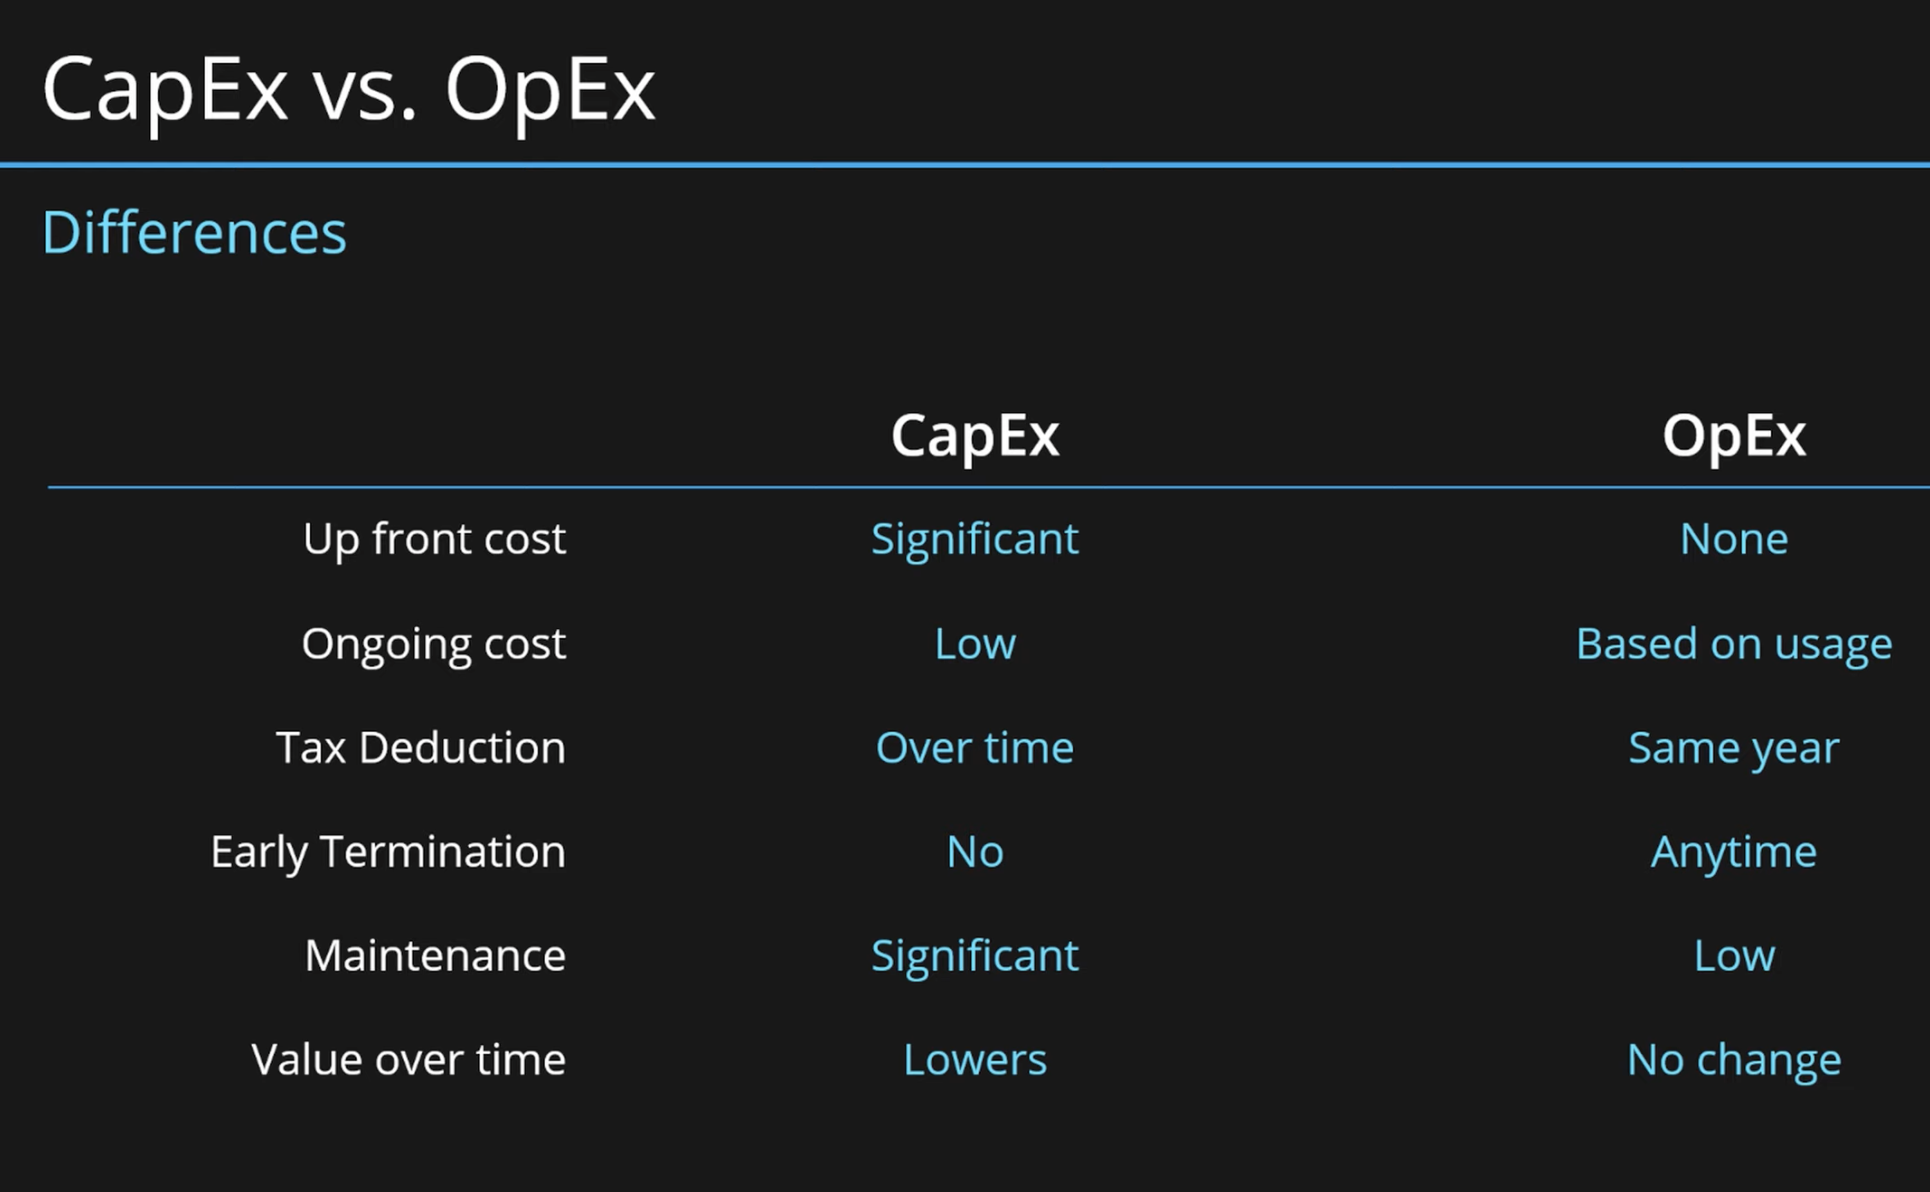 CapEx vs. OpEx
Differences
CapEx OpEx
Up front cost Significant None
Ongoing cost Low Based on usage
Tax Deduction Over time Same year
Early Termination No Anytime
Maintenance Significant Low
Value over time Lowers No change